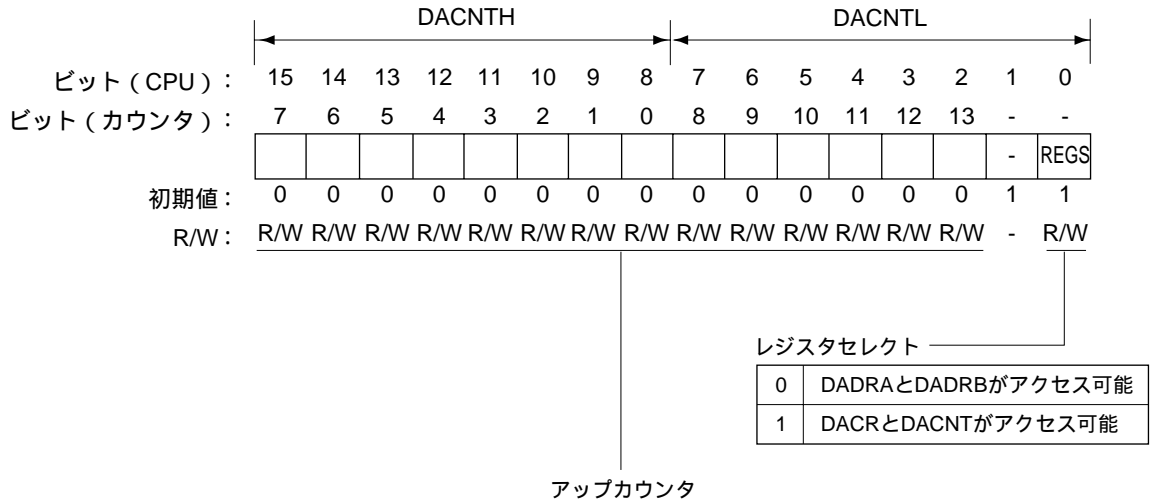 DACNTH DACNTL
ビット（CPU）： 15 14 13 12 11 10 9 8 7 6 5 4 3 2 1 0
ビット（カウンタ）： 7 6 5 4 3 2 1 0 8 9 10 11 12 13 - -
- REGS
初期値： 0 0 0 0 0 0 0 0 0 0 0 0 0 0 1 1
R/W： R/W R/W R/W R/W R/W R/W R/W R/W R/W R/W R/W R/W R/W R/W - R/W
レジスタセレクト
0 DADRAとDADRBがアクセス可能
1 DACRとDACNTがアクセス可能
アップカウンタ